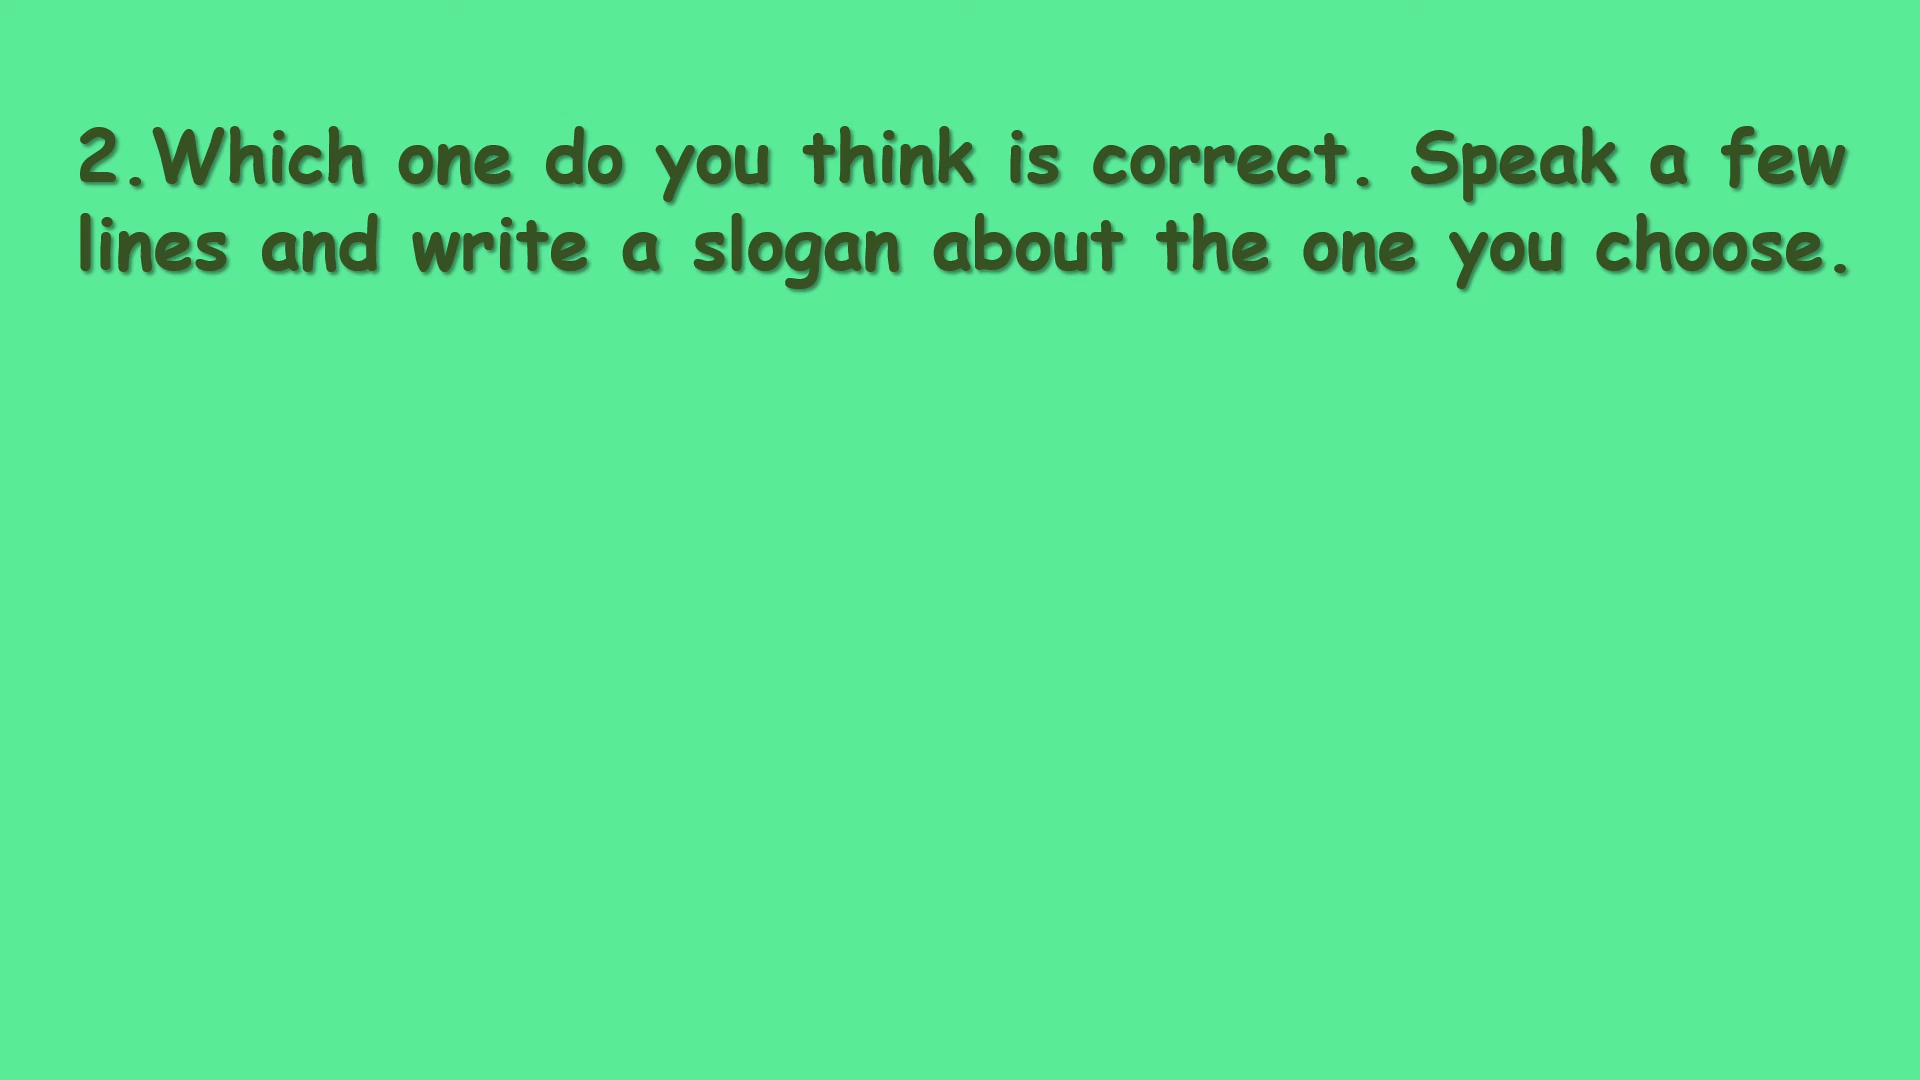 2.Which one do you think is correct. Speak a few
lines and write a slogan about the one you choose.